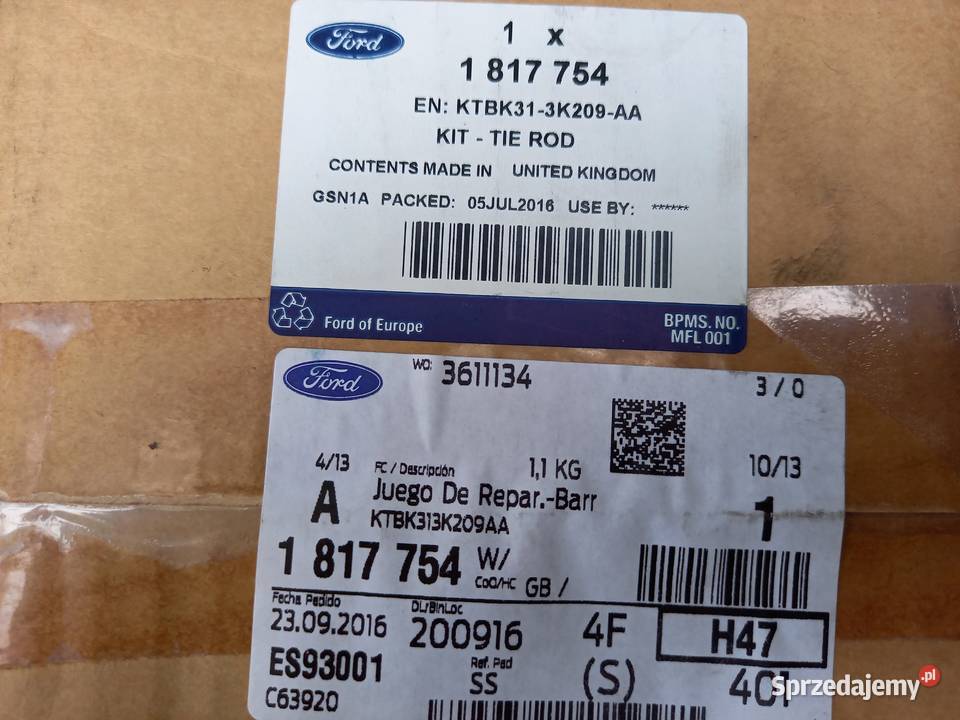 Ford
1 x
1 817 754
EN: KTBK31-3K209-AA
KIT - TIE ROD
CONTENTS MADE IN UNITED KINGDOM
GSN1A PACKED: 05JUL2016 USE BY: ******
Ford of Europe
BPMS. NO.
MFL 001
Ford
WO: 3611134
3 / 0
4/13 FC / Descripción 1,1 KG 10/13
A Juego De Repar.-Barr 1
KTBK313K209AA
1 817 754 W/
CoO/HC GB /
Fecha Pedido DLr/BinLoc
23.09.2016 200916 4F H47
ES93001 Ref. Ped
SS (S) 401
C63920
Sprzedajemy.pl